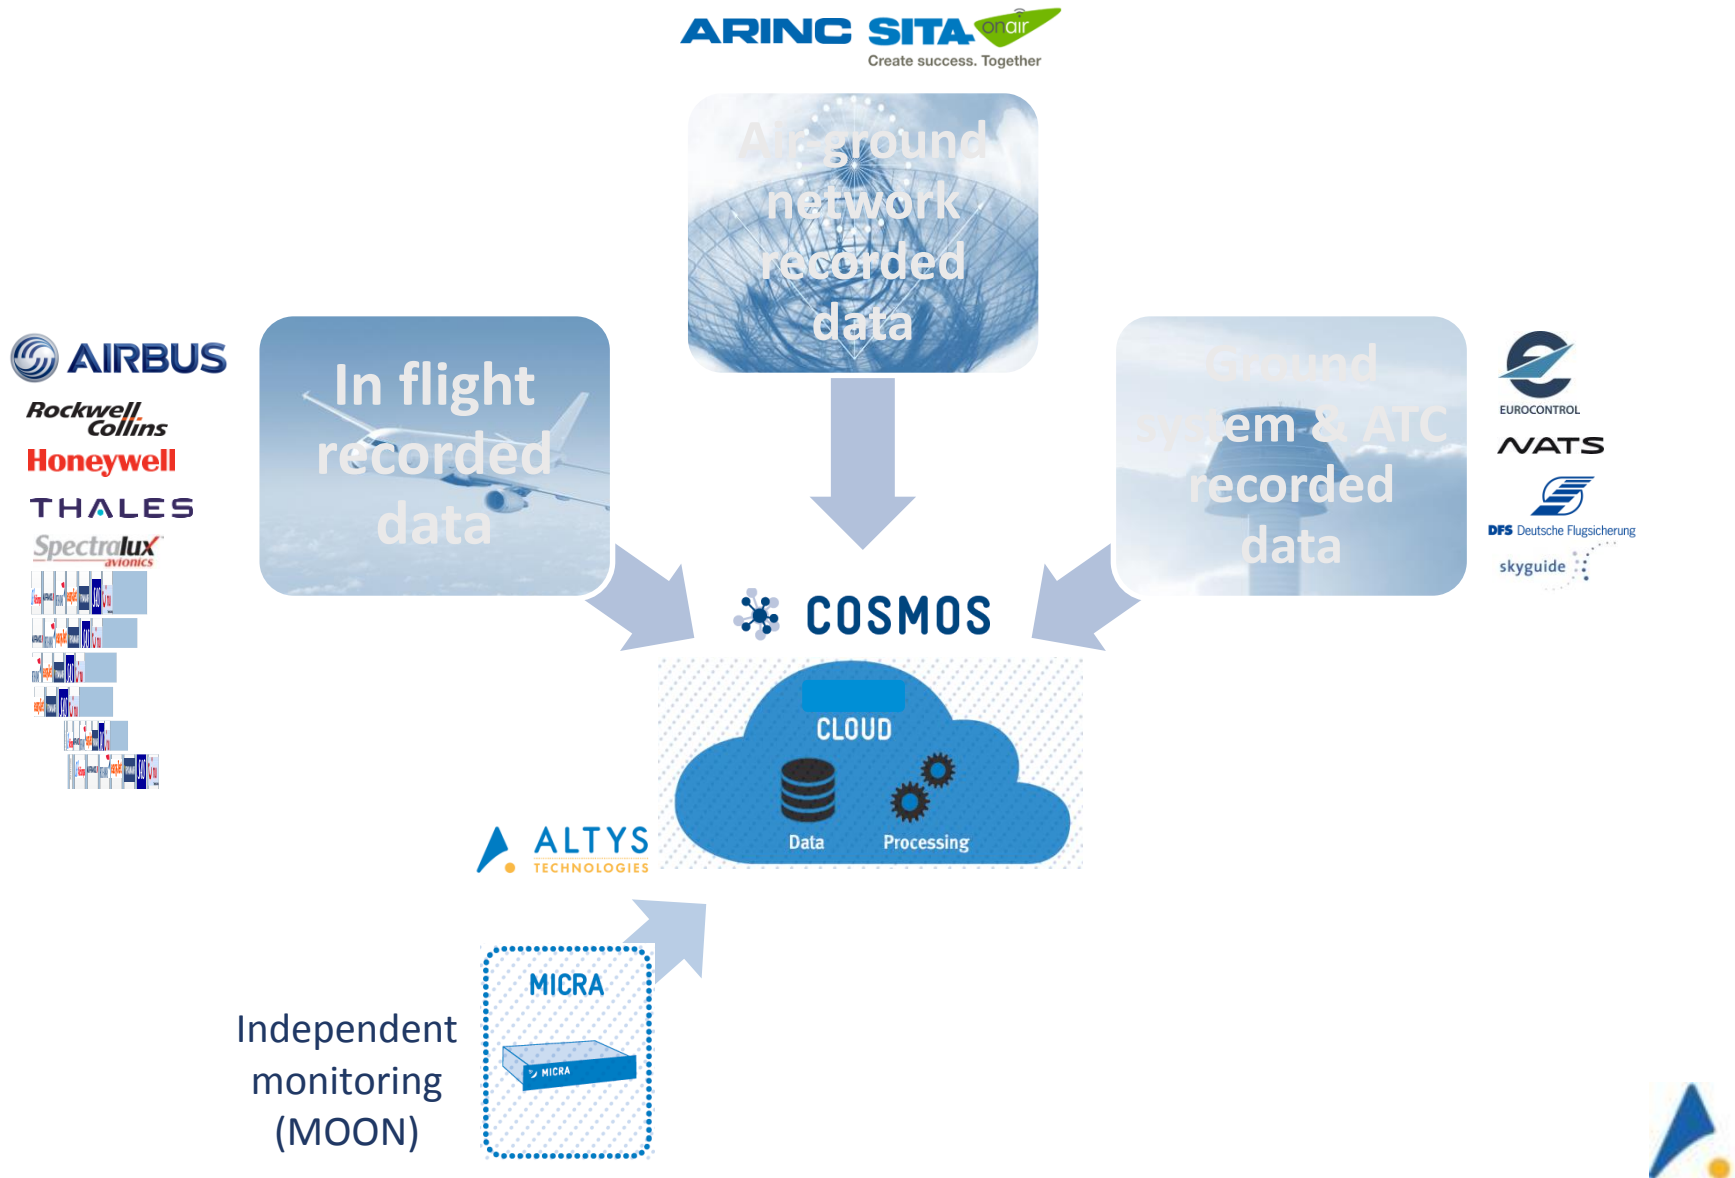 ARINC SITA onair
Create success. Together
Air-ground
network
recorded
data
AIRBUS
Rockwell
Collins
Honeywell
THALES
Spectralux
avionics
In flight
recorded
data
Ground
system & ATC
recorded
data
EUROCONTROL
NATS
DFS Deutsche Flugsicherung
skyguide
COSMOS
CLOUD
Data
Processing
ALTYS
TECHNOLOGIES
MICRA
MICRA
Independent
monitoring
(MOON)